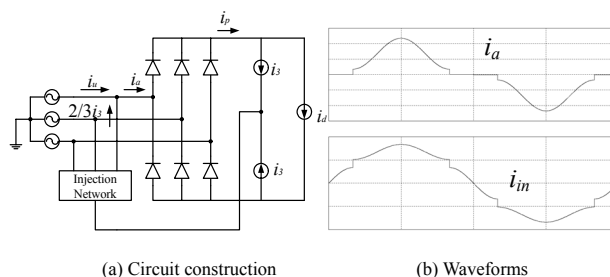 i_p
i_u
i_a
2/3i_3
i_3
i_d
i_3
Injection
Network
i_a
i_in
(a) Circuit construction
(b) Waveforms